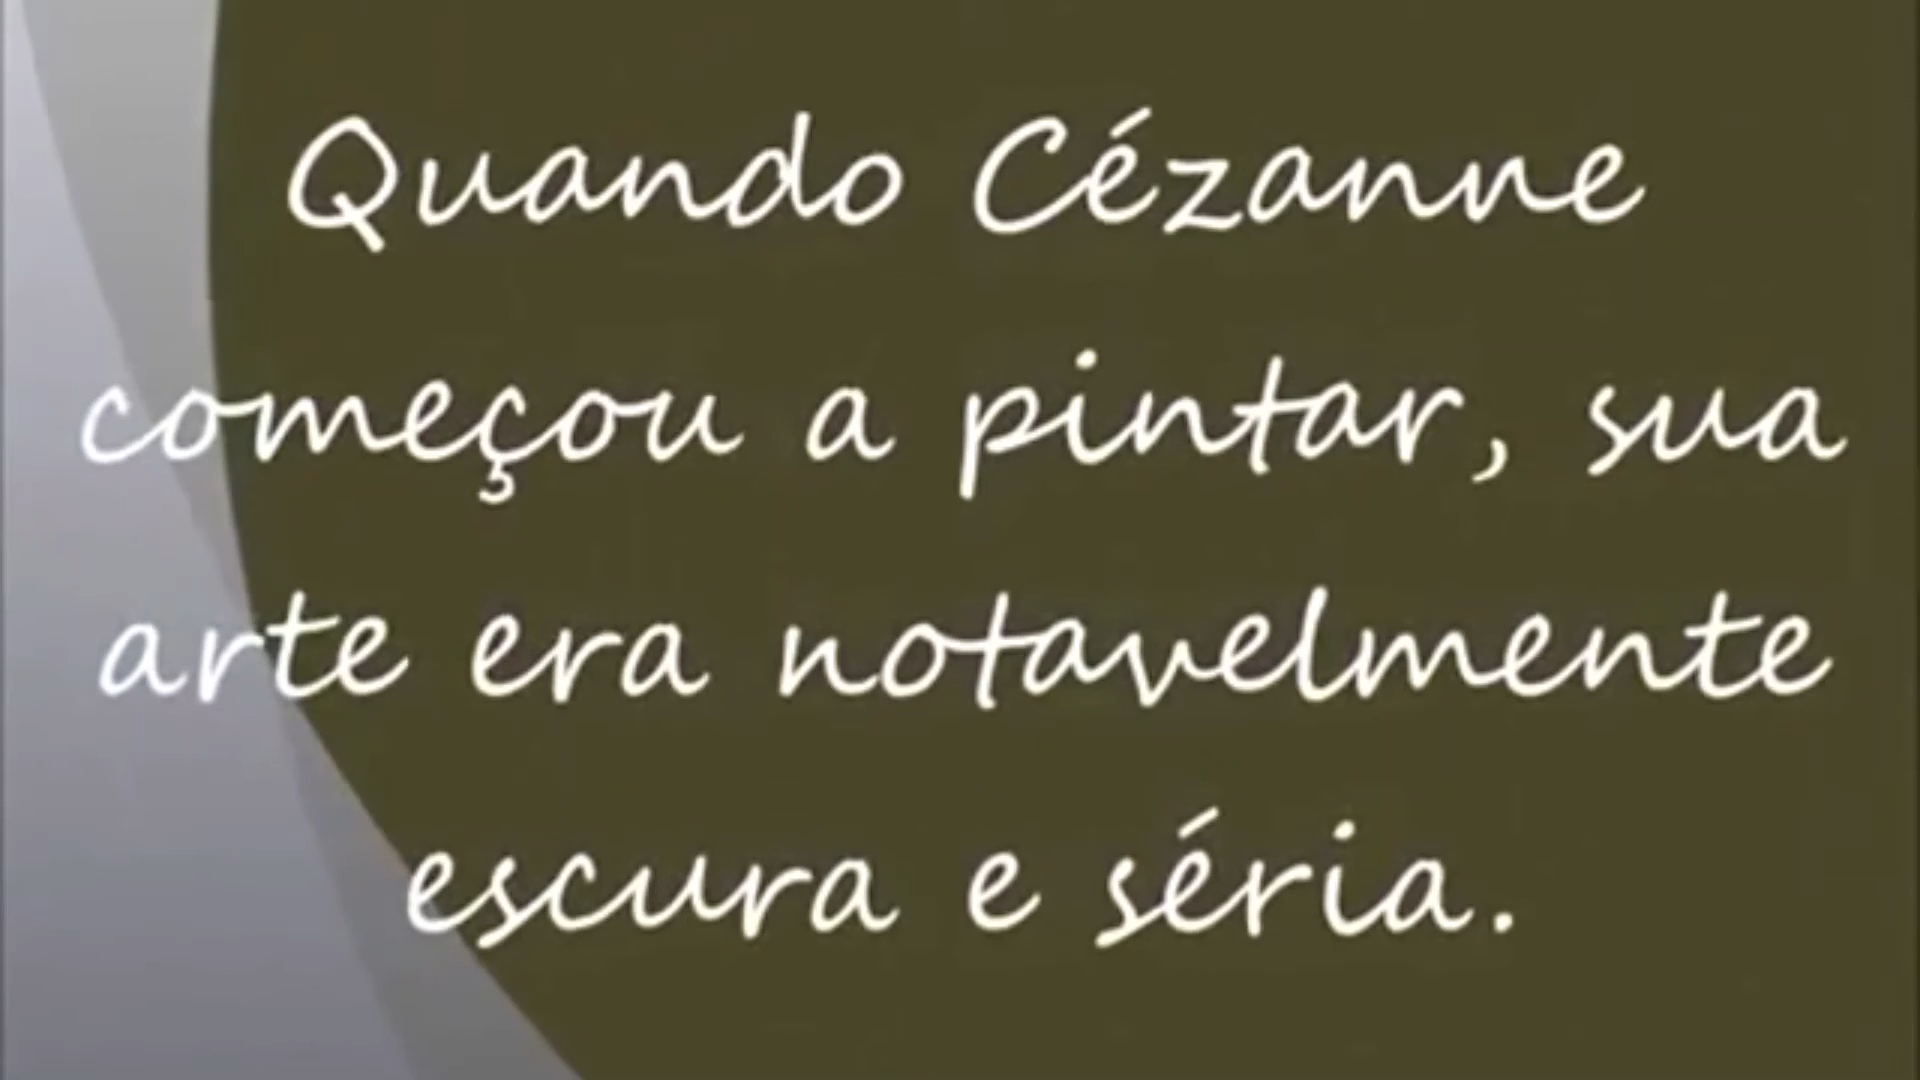 Quando Cézanne
começou a pintar, sua
arte era notavelmente
escura e séria.